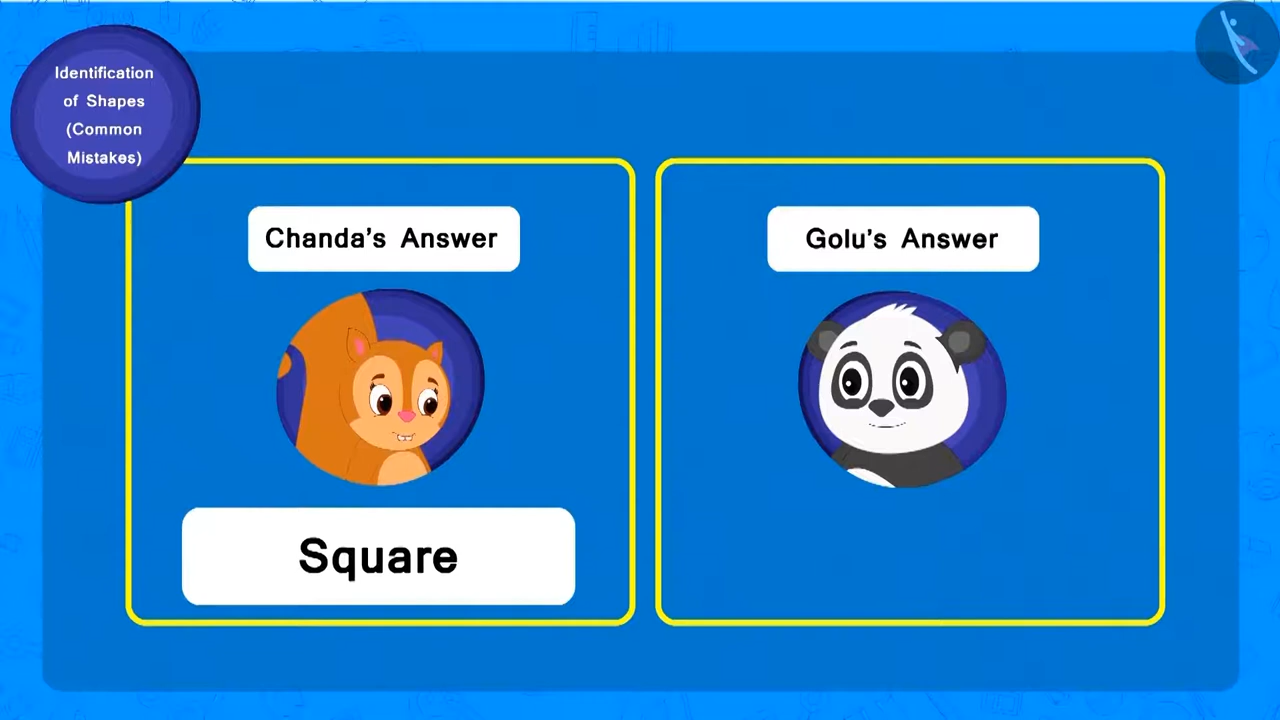 Identification
of Shapes
(Common
Mistakes)
Chanda's Answer
Golu's Answer
Square